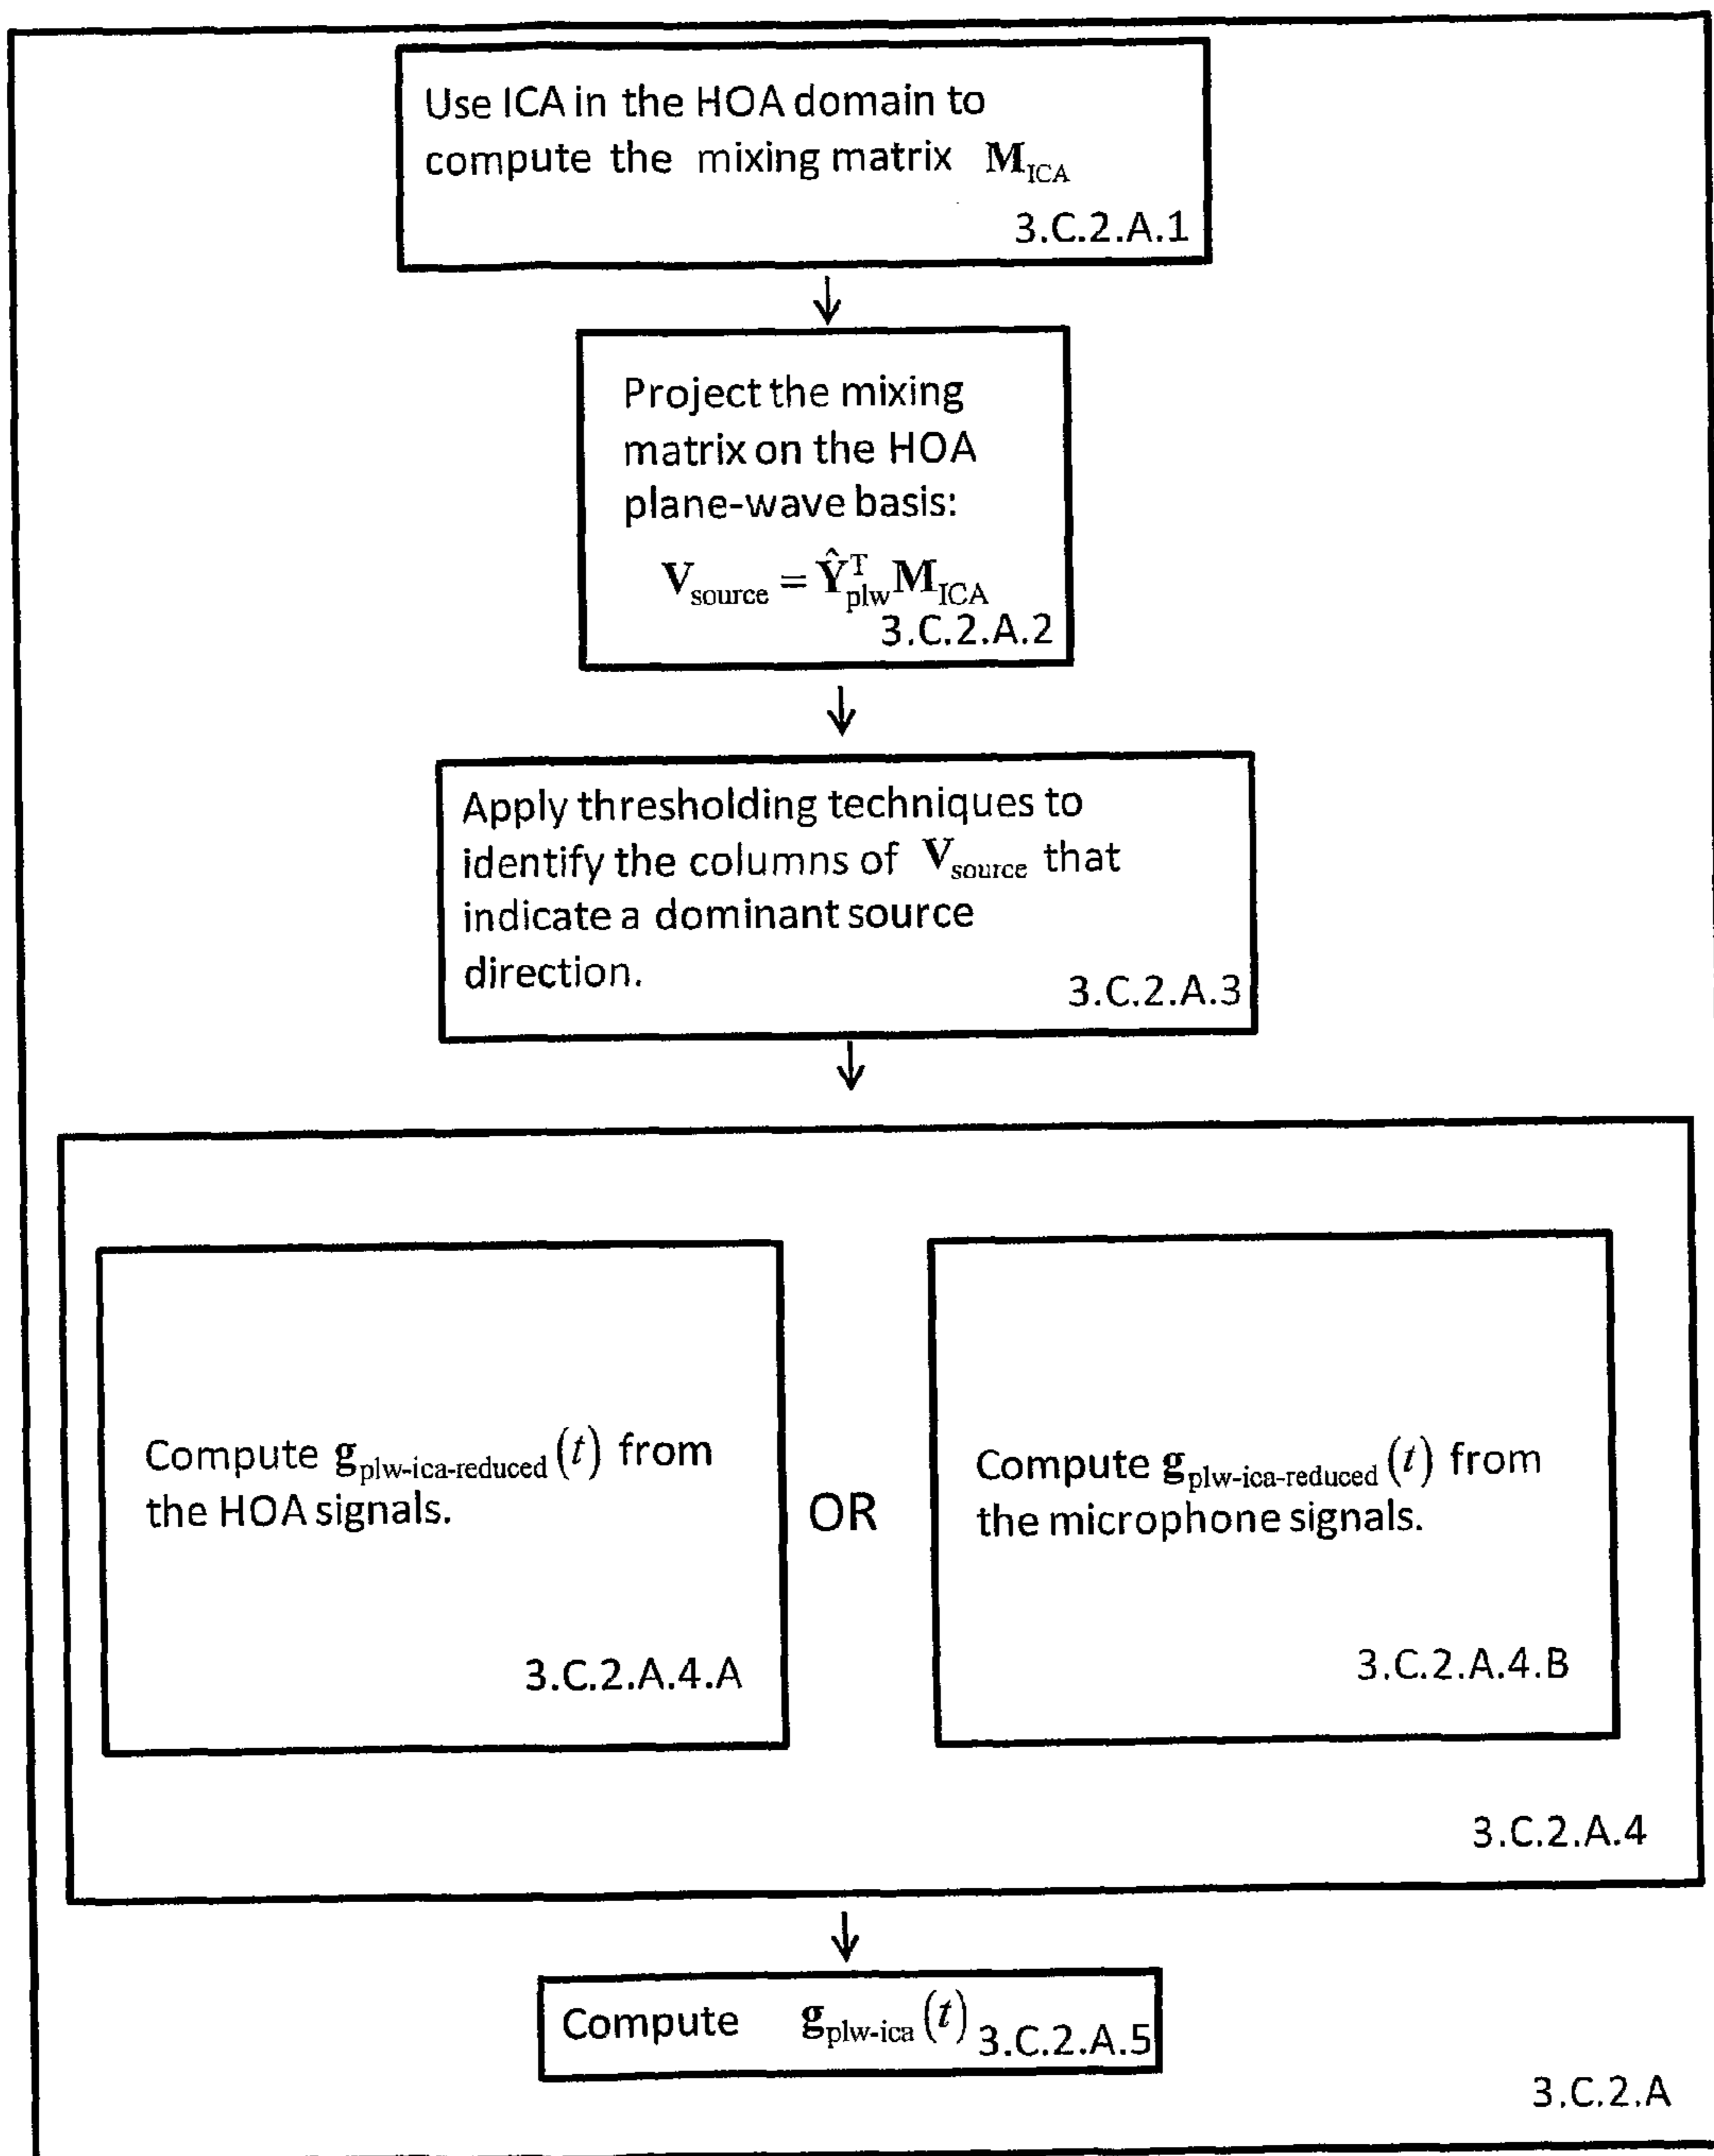 Use ICA in the HOA domain to
compute the mixing matrix M_ICA
3.C.2.A.1
Project the mixing
matrix on the HOA
plane-wave basis:
V_source = Ŷ_plw^T M_ICA
3.C.2.A.2
Apply thresholding techniques to
identify the columns of V_source that
indicate a dominant source
direction.
3.C.2.A.3
Compute g_plw-ica-reduced(t) from
the HOA signals.
3.C.2.A.4.A
OR
Compute g_plw-ica-reduced(t) from
the microphone signals.
3.C.2.A.4.B
3.C.2.A.4
Compute g_plw-ica(t) 3.C.2.A.5
3.C.2.A